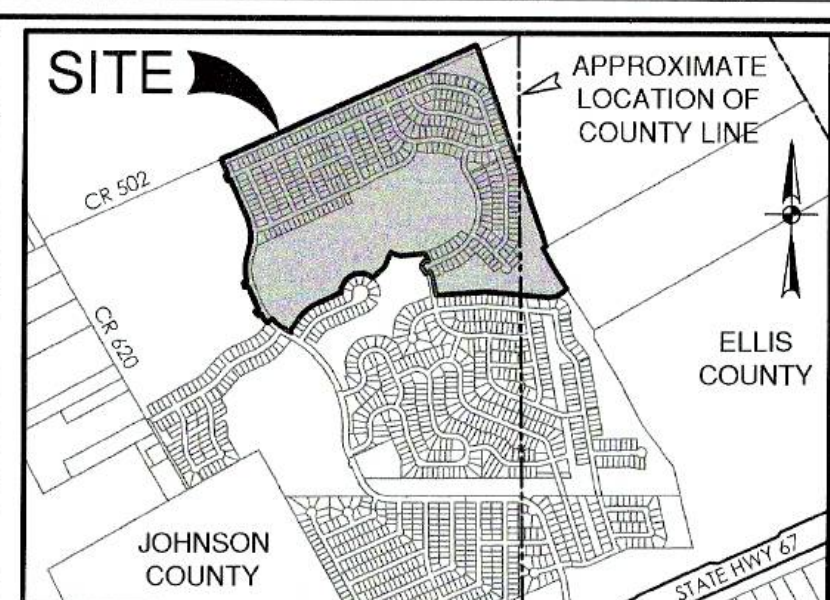 SITE
APPROXIMATE
LOCATION OF
COUNTY LINE
CR 502
CR 620
ELLIS
COUNTY
JOHNSON
COUNTY
STATE HWY 67